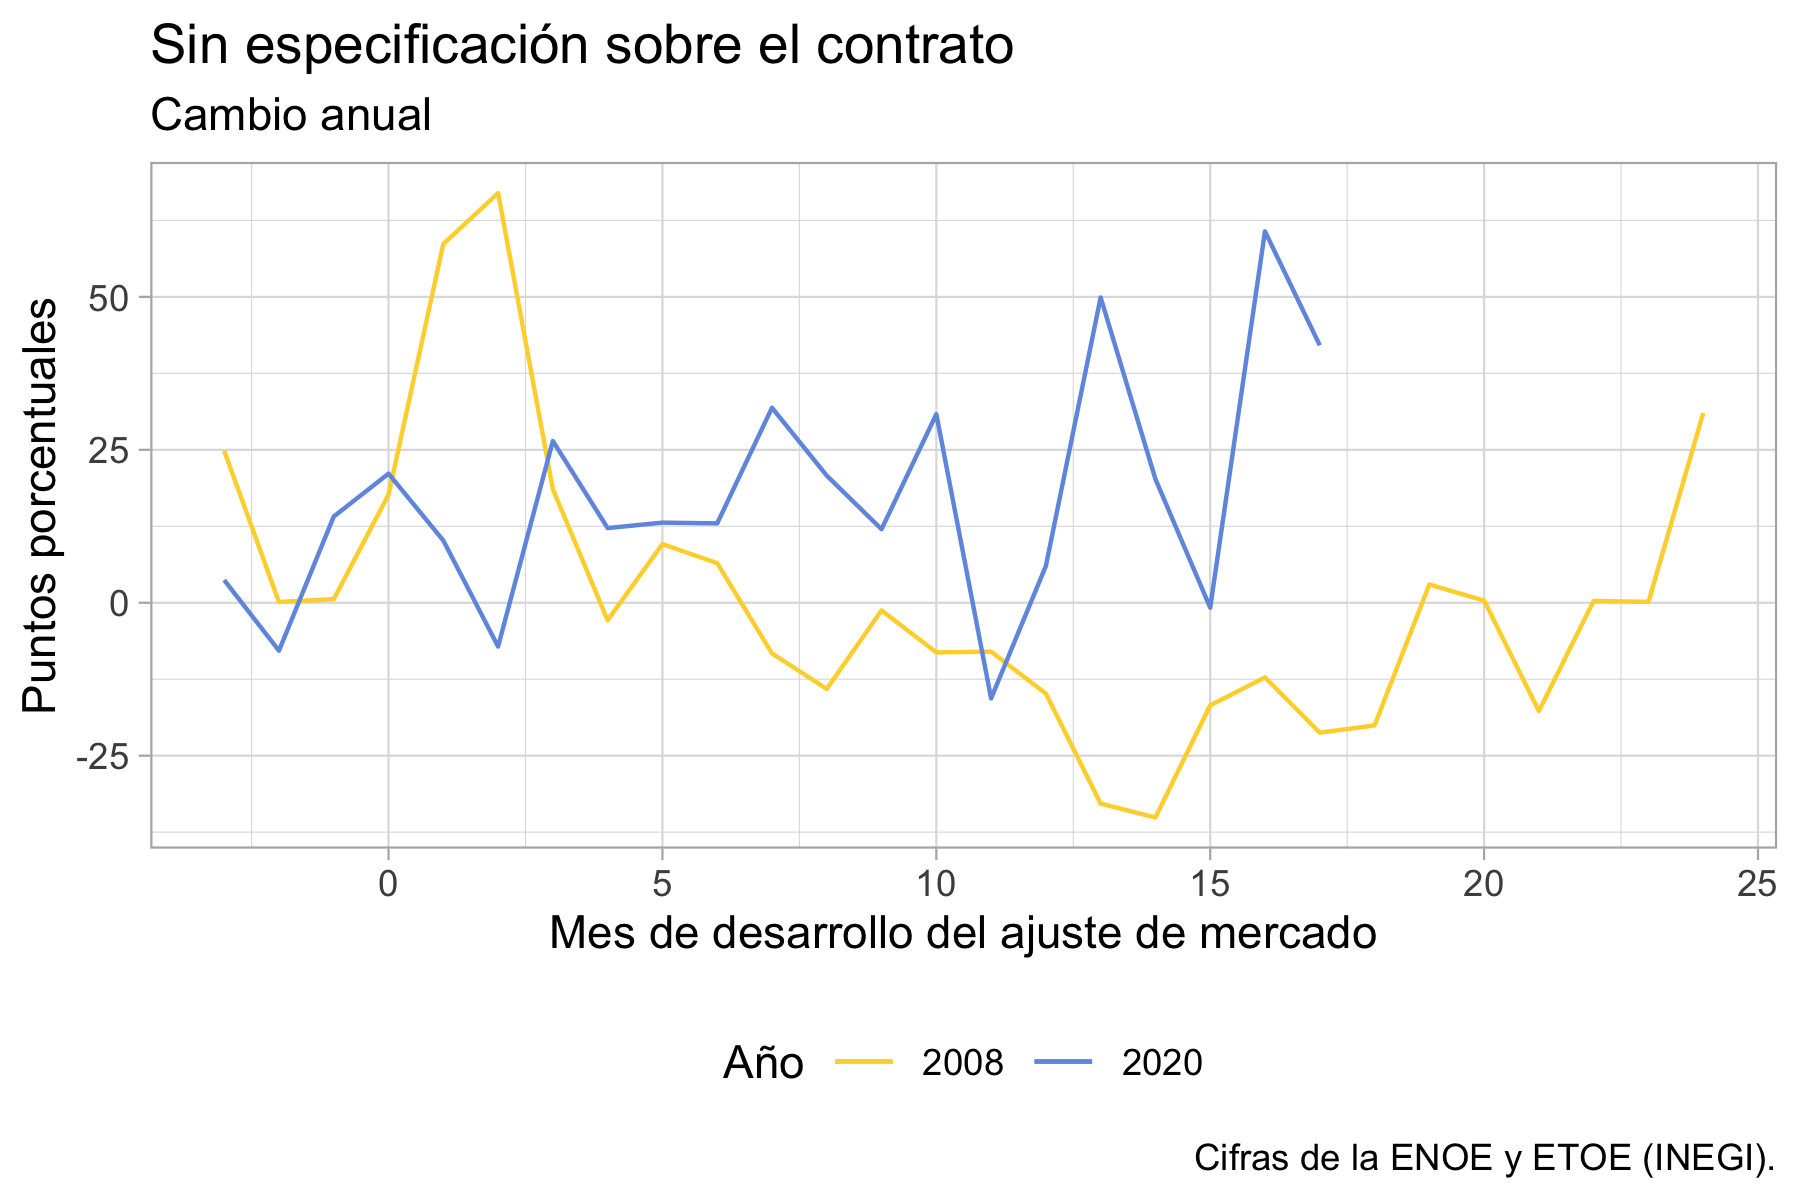 Sin especificación sobre el contrato
Cambio anual
Puntos porcentuales
50
25
0
-25
0 5 10 15 20 25
Mes de desarrollo del ajuste de mercado
Año 2008 2020
Cifras de la ENOE y ETOE (INEGI).